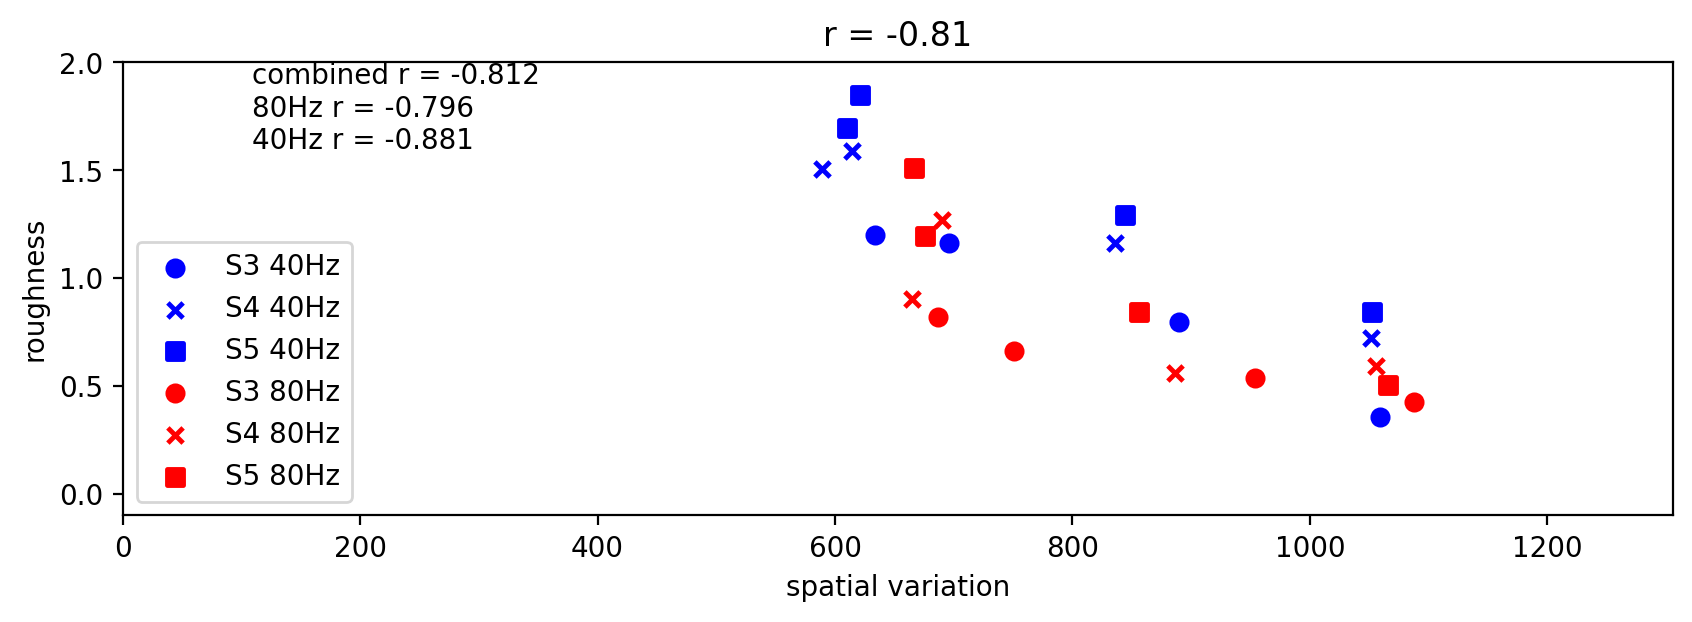 r = -0.81
combined r = -0.812
80Hz r = -0.796
40Hz r = -0.881
2.0
1.5
1.0
0.5
0.0
roughness
S3 40Hz
S4 40Hz
S5 40Hz
S3 80Hz
S4 80Hz
S5 80Hz
0 200 400 600 800 1000 1200
spatial variation